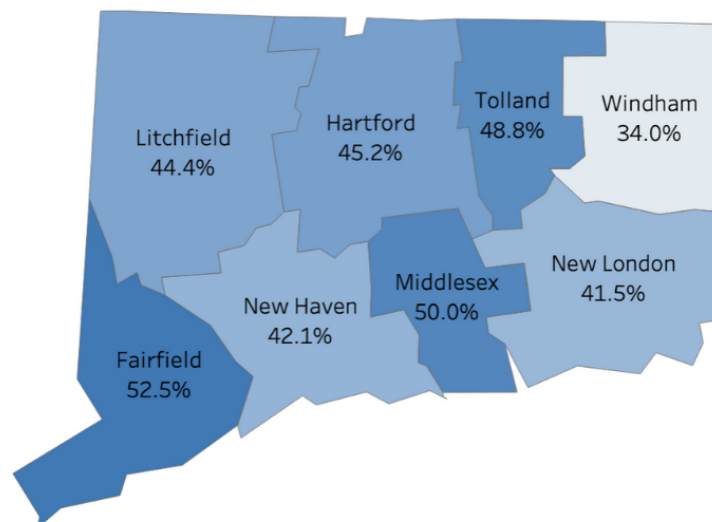 Tolland
48.8%
Windham
34.0%
Hartford
45.2%
Litchfield
44.4%
New London
41.5%
Middlesex
50.0%
New Haven
42.1%
Fairfield
52.5%